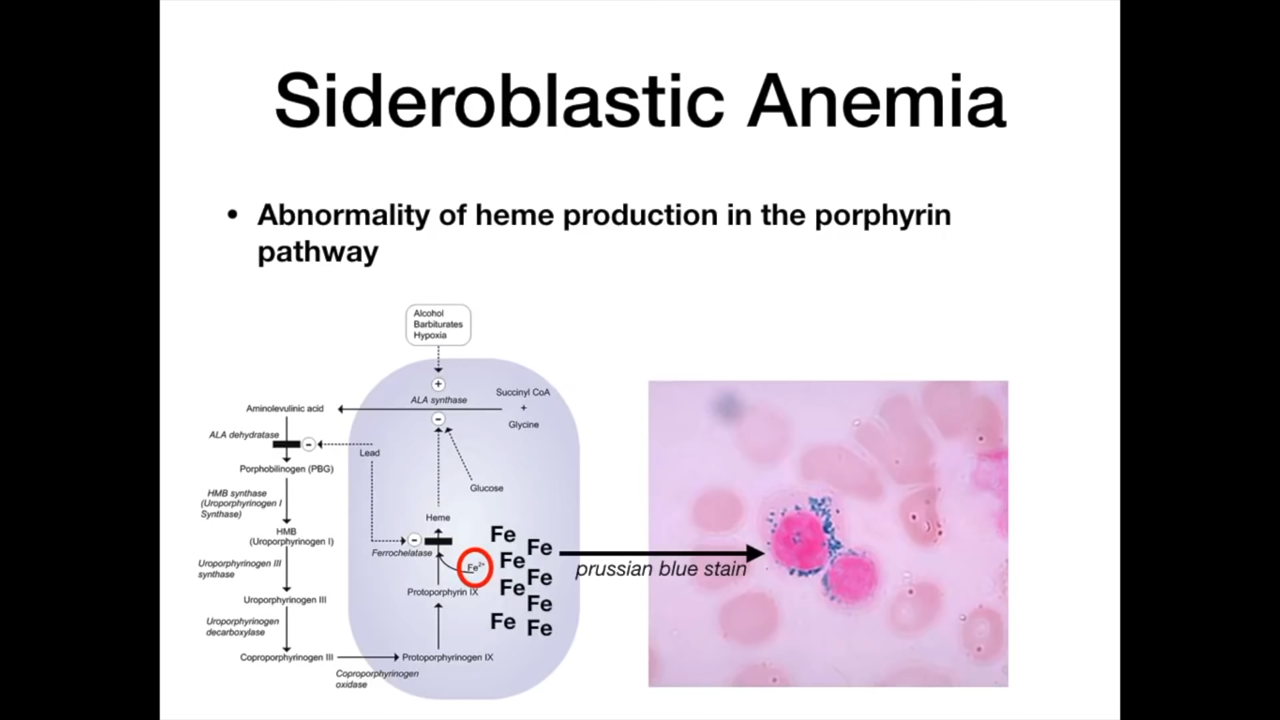 Sideroblastic Anemia
• Abnormality of heme production in the porphyrin
pathway
Alcohol
Barbiturates
Hypoxia
+
ALA synthase
−
Succinyl CoA
+
Glycine
Aminolevulinic acid
ALA dehydratase
−
Lead
Porphobilinogen (PBG)
HMB synthase
(Uroporphyrinogen I
Synthase)
HMB
(Uroporphyrinogen I)
Uroporphyrinogen III
synthase
Uroporphyrinogen III
Uroporphyrinogen
decarboxylase
Coproporphyrinogen III
Coproporphyrinogen
oxidase
Protoporphyrinogen IX
Protoporphyrin IX
Fe²⁺
Ferrochelatase
−
Heme
Glucose
Fe
Fe
Fe
Fe
Fe
Fe
Fe
Fe
prussian blue stain